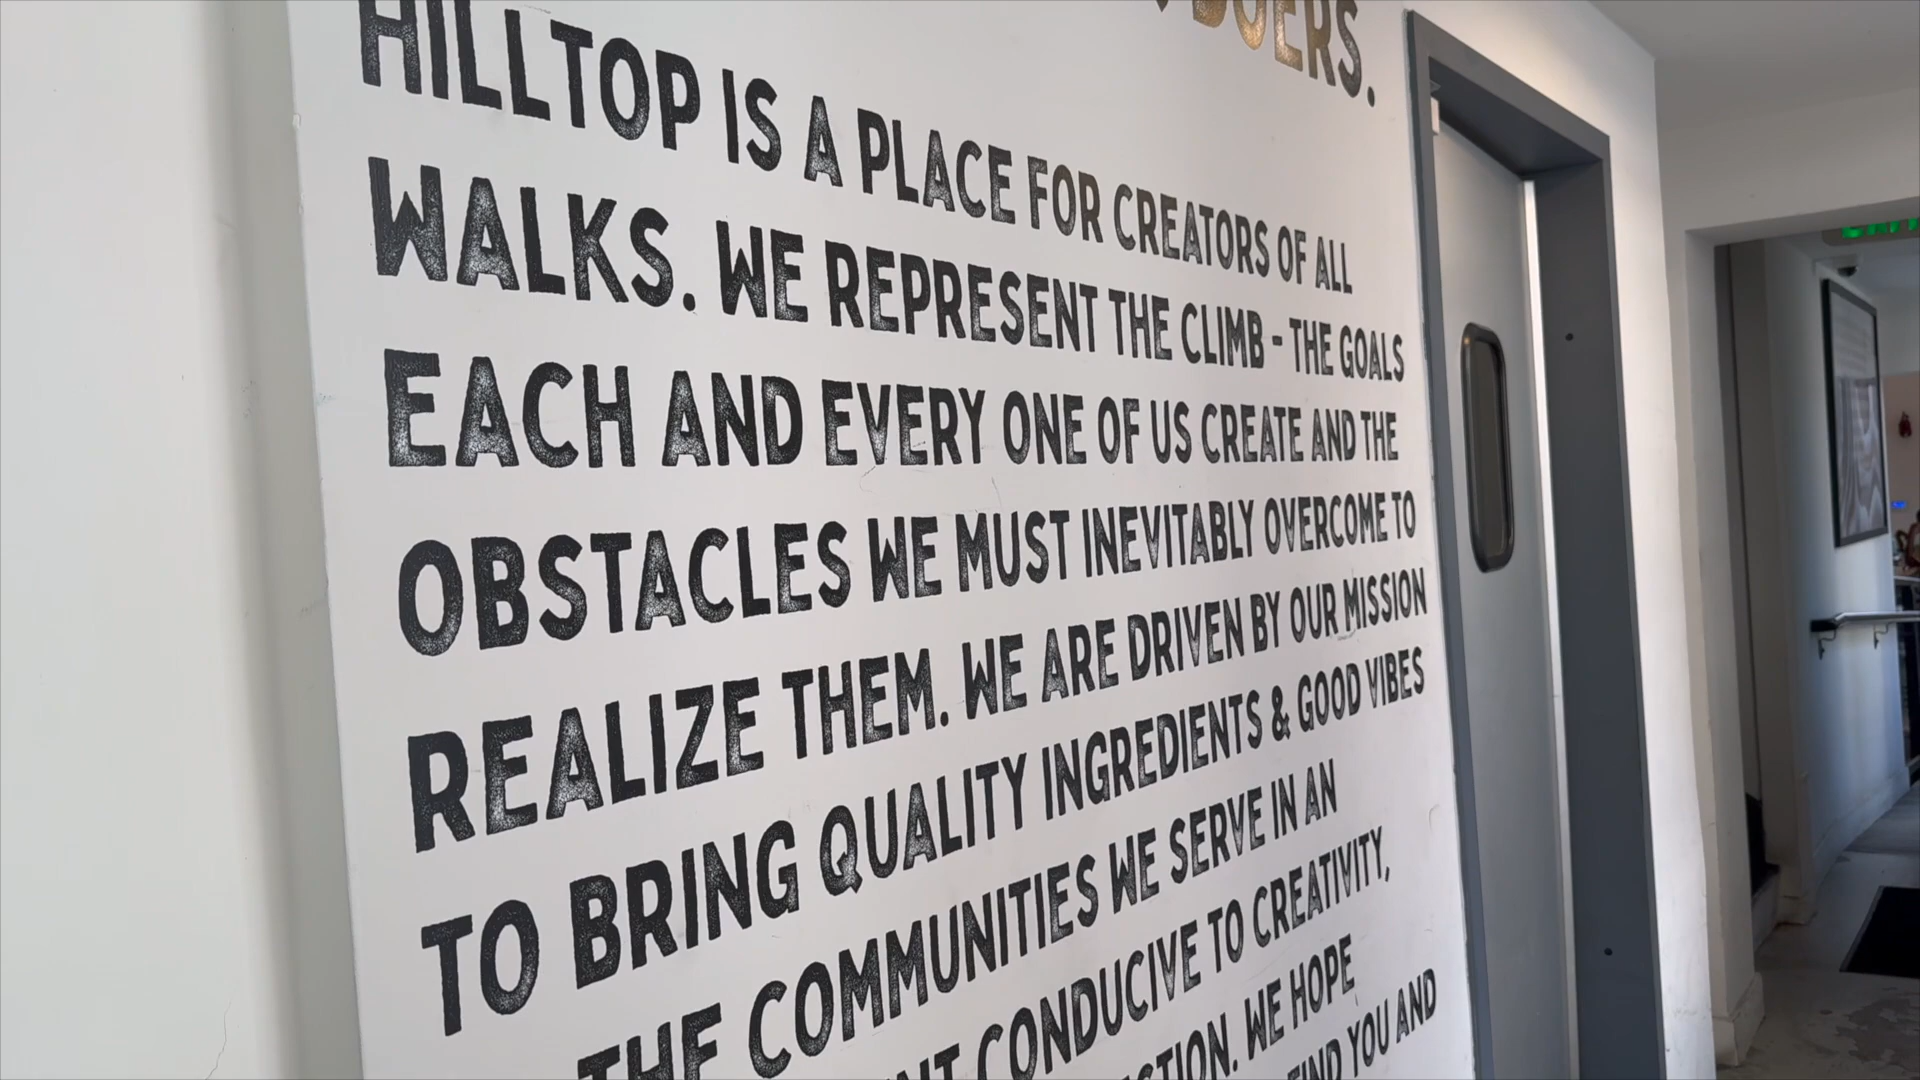 DOERS.
HILLTOP IS A PLACE FOR CREATORS OF ALL
WALKS. WE REPRESENT THE CLIMB - THE GOALS
EACH AND EVERY ONE OF US CREATE AND THE
OBSTACLES WE MUST INEVITABLY OVERCOME TO
REALIZE THEM. WE ARE DRIVEN BY OUR MISSION
TO BRING QUALITY INGREDIENTS & GOOD VIBES
THE COMMUNITIES WE SERVE IN AN
CONDUCIVE TO CREATIVITY,
WE HOPE
FIND YOU AND